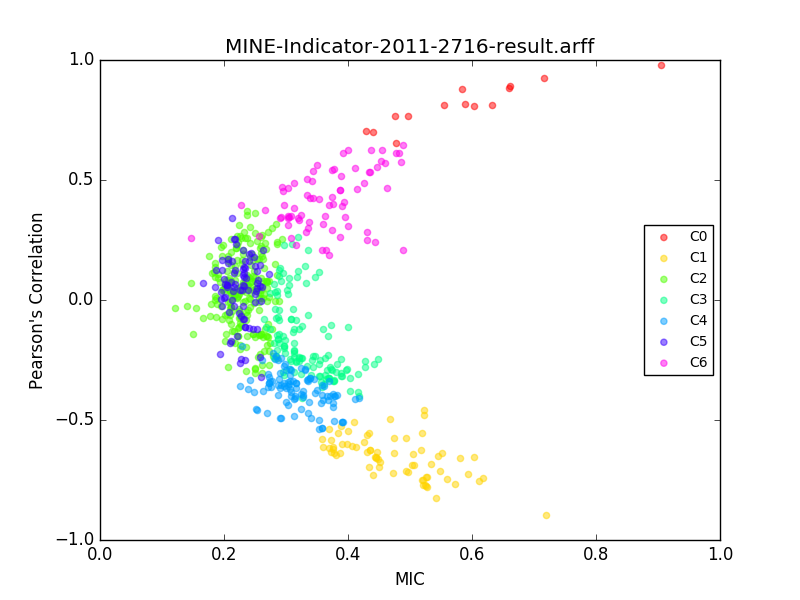 MINE-Indicator-2011-2716-result.arff
1.0
0.5
0.0
−0.5
−1.0
Pearson's Correlation
C0
C1
C2
C3
C4
C5
C6
0.0 0.2 0.4 0.6 0.8 1.0
MIC